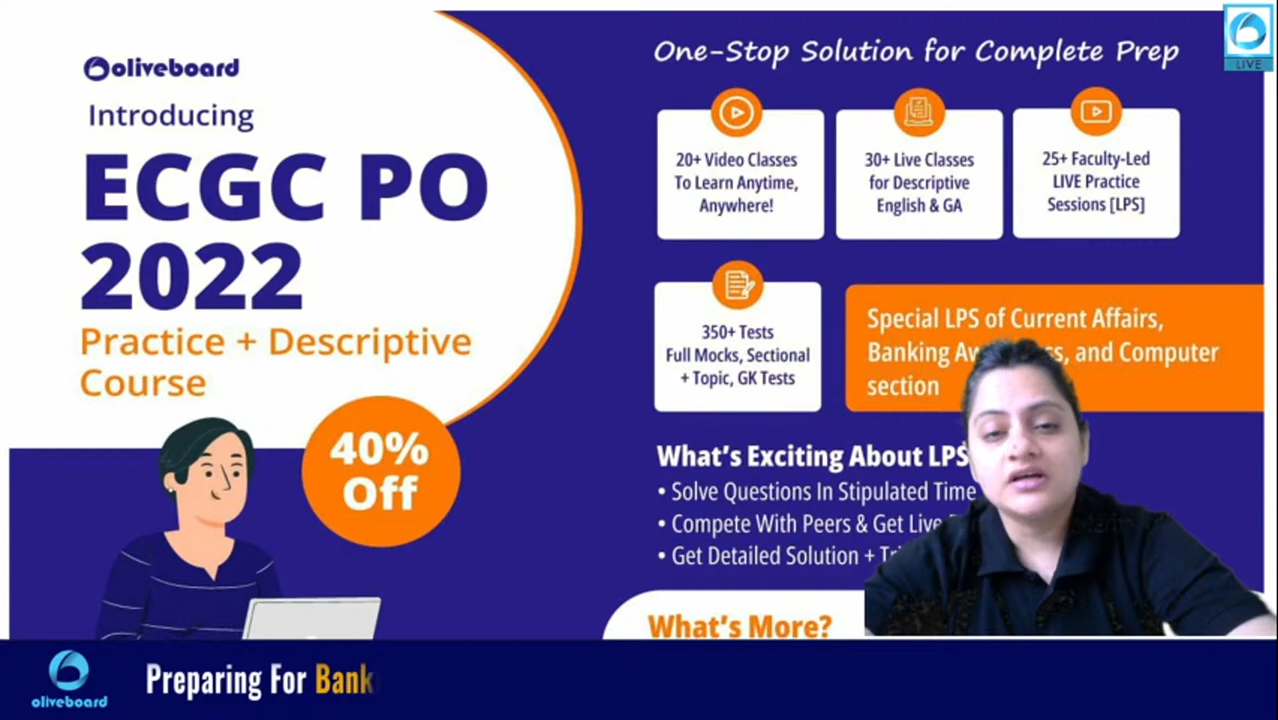 oliveboard
Introducing
ECGC PO
2022
Practice + Descriptive
Course
40%
Off
One-Stop Solution for Complete Prep
LIVE
20+ Video Classes
To Learn Anytime,
Anywhere!
30+ Live Classes
for Descriptive
English & GA
25+ Faculty-Led
LIVE Practice
Sessions [LPS]
350+ Tests
Full Mocks, Sectional
+ Topic, GK Tests
Special LPS of Current Affairs,
Banking and Computer
section
What's Exciting About LPS
• Solve Questions In Stipulated Time
• Compete With Peers & Get Live
• Get Detailed Solution +
What's More?
oliveboard
Preparing For Bank